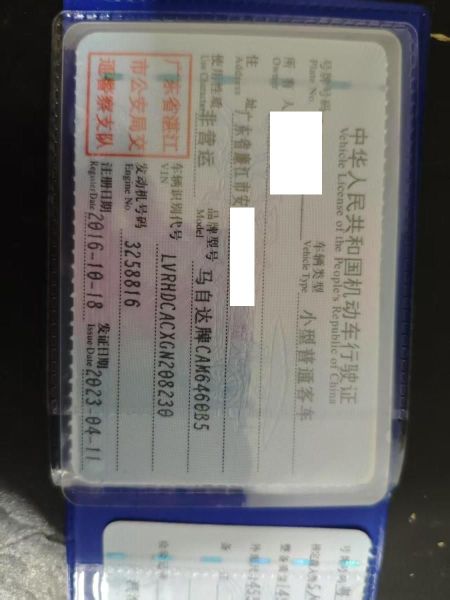 中华人民共和国机动车行驶证
Vehicle License of the People's Republic of China
号牌号码
Plate No.
车辆类型 小型普通客车
Vehicle Type
所有人
Owner
住址 广东省廉江市安
Address
使用性质 非营运
Use Character
品牌型号 马自达牌CAM6460B5
Model
广东省湛江
市公安局交
通警察支队
车辆识别代号 LVRHDCACXGN208230
VIN
发动机号码 3258816
Engine No.
注册日期 2016-10-18
Register Date
发证日期 2023-04-11
Issue Date